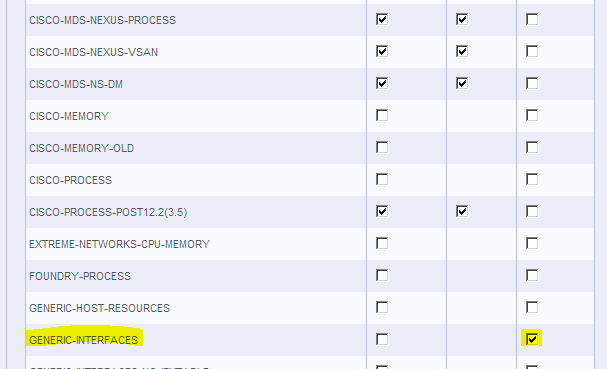 CISCO-MDS-NEXUS-PROCESS
CISCO-MDS-NEXUS-VSAN
CISCO-MDS-NS-DM
CISCO-MEMORY
CISCO-MEMORY-OLD
CISCO-PROCESS
CISCO-PROCESS-POST12.2(3.5)
EXTREME-NETWORKS-CPU-MEMORY
FOUNDRY-PROCESS
GENERIC-HOST-RESOURCES
GENERIC-INTERFACES